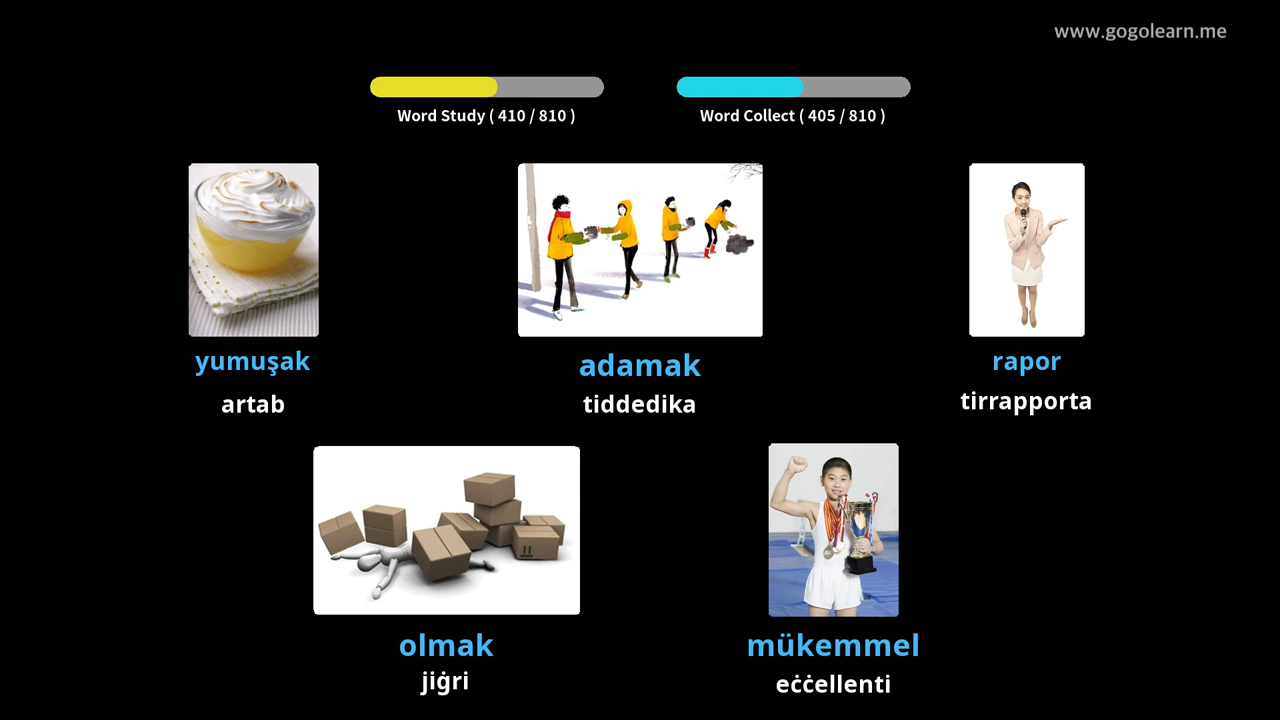 www.gogolearn.me
Word Study ( 410 / 810 )
Word Collect ( 405 / 810 )
yumuşak
artab
adamak
tiddedika
rapor
tirrapporta
olmak
jiġri
mükemmel
eċċellenti